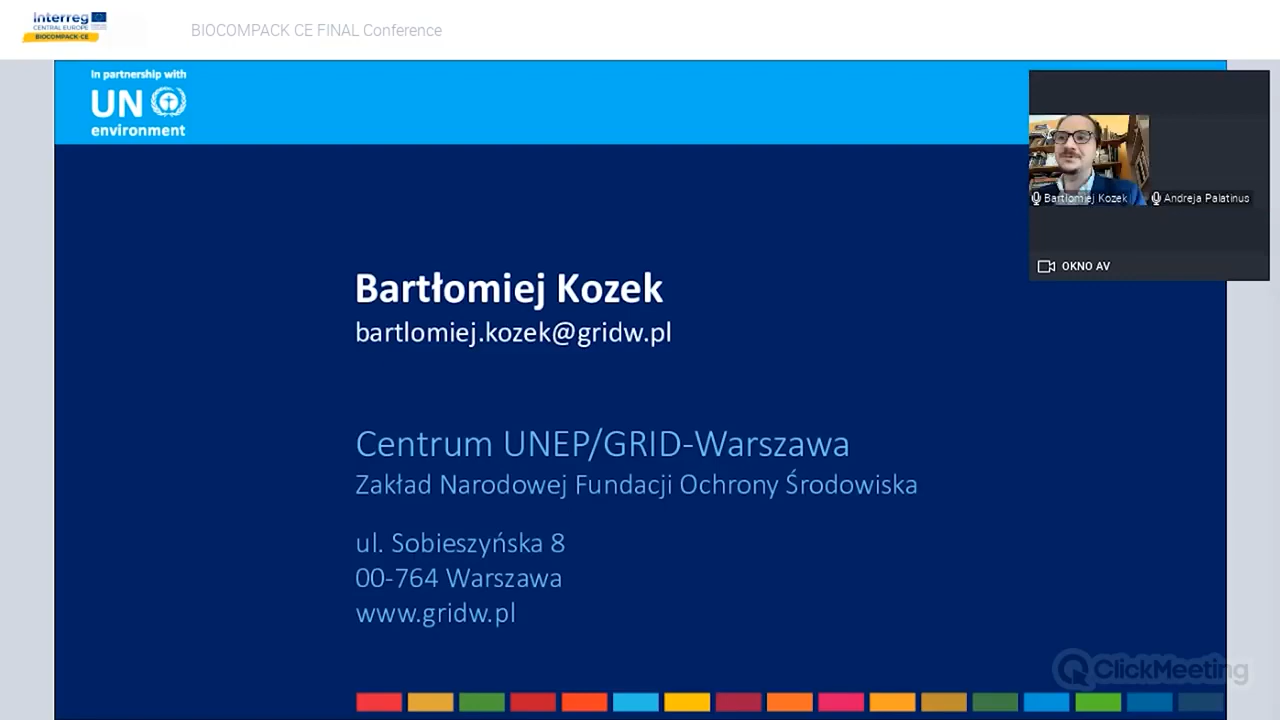 Interreg
CENTRAL EUROPE
BIOCOMPACK-CE
BIOCOMPACK CE FINAL Conference
In partnership with
UN
environment
Bartłomiej Kozek
Andreja Palatinus
OKNO AV
Bartłomiej Kozek
bartlomiej.kozek@gridw.pl
Centrum UNEP/GRID-Warszawa
Zakład Narodowej Fundacji Ochrony Środowiska
ul. Sobieszyńska 8
00-764 Warszawa
www.gridw.pl
ClickMeeting